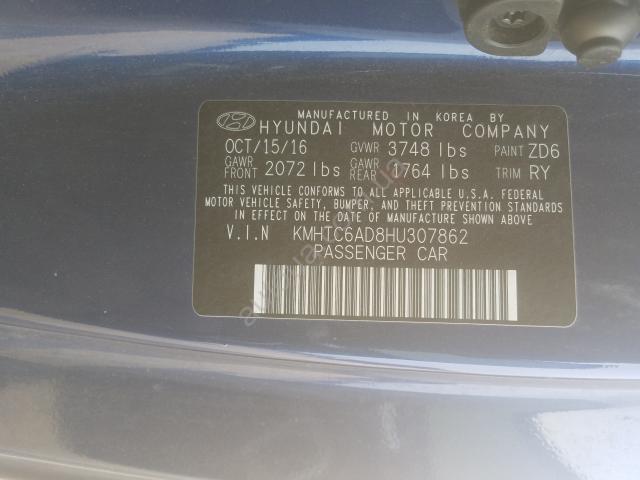 MANUFACTURED IN KOREA BY
HYUNDAI MOTOR COMPANY
OCT/15/16 GVWR 3748 lbs PAINT ZD6
GAWR FRONT 2072 lbs GAWR REAR 1764 lbs TRIM RY
THIS VEHICLE CONFORMS TO ALL APPLICABLE U.S.A. FEDERAL
MOTOR VEHICLE SAFETY, BUMPER, AND THEFT PREVENTION STANDARDS
IN EFFECT ON THE DATE OF MANUFACTURE SHOWN ABOVE.
V.I.N KMHTC6AD8HU307862
PASSENGER CAR